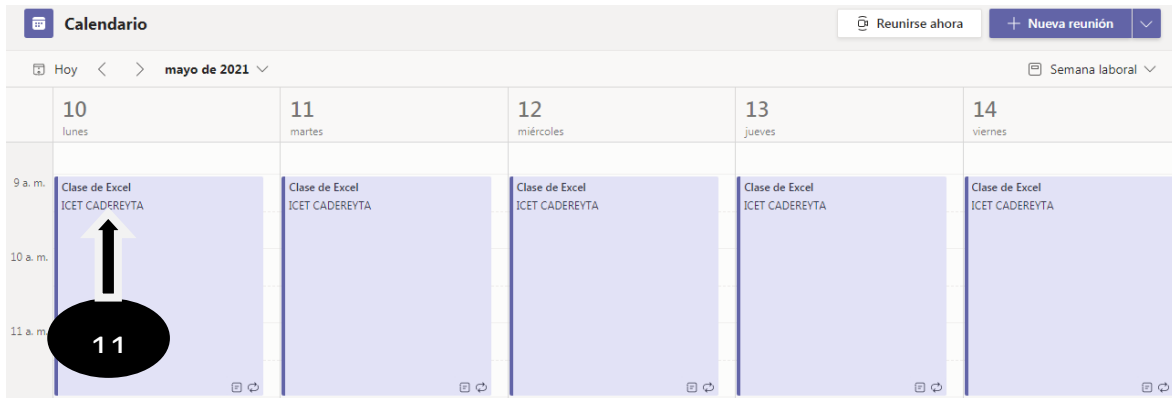 Calendario
Reunirse ahora
+ Nueva reunión
Hoy
mayo de 2021
Semana laboral
10
lunes
11
martes
12
miércoles
13
jueves
14
viernes
9 a. m.
Clase de Excel
ICET CADEREYTA
Clase de Excel
ICET CADEREYTA
Clase de Excel
ICET CADEREYTA
Clase de Excel
ICET CADEREYTA
Clase de Excel
ICET CADEREYTA
10 a. m.
11 a. m.
11